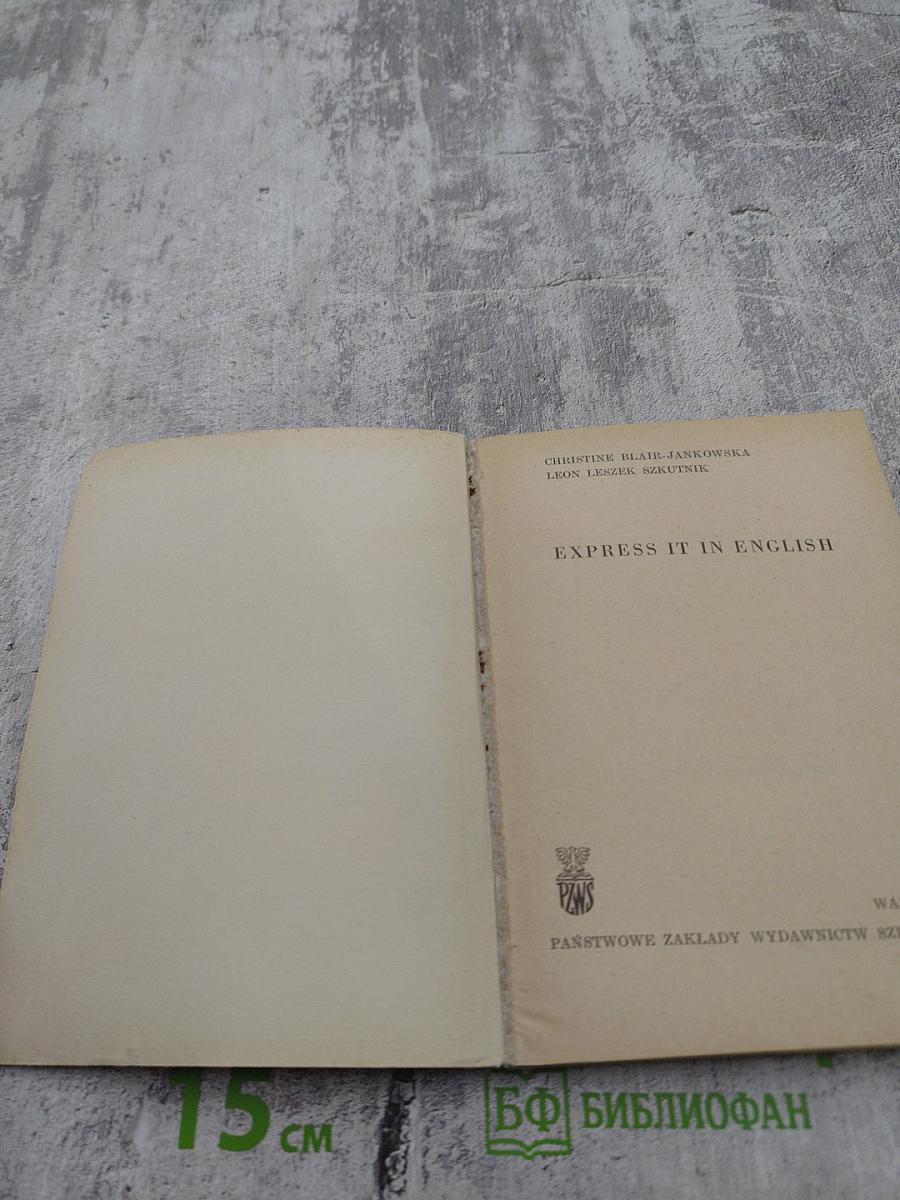 CHRISTINE BLAIR-JANKOWSKA
LEON LESZEK SZKUTNIK
EXPRESS IT IN ENGLISH
PZWS
WA
PAŃSTWOWE ZAKŁADY WYDAWNICTW SZ
15 см
БФ БИБЛИОФАН